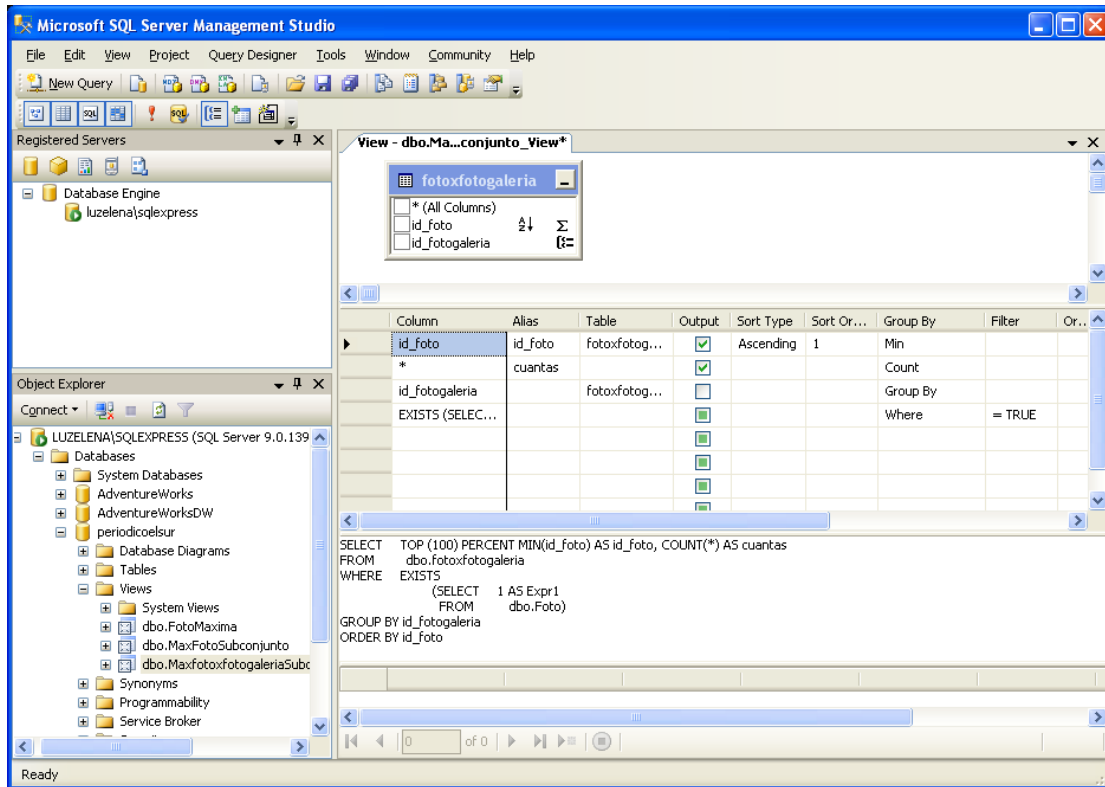 Microsoft SQL Server Management Studio
File Edit View Project Query Designer Tools Window Community Help
New Query
Registered Servers
Database Engine
luzelena\sqlexpress
View - dbo.Ma...conjunto_View*
fotoxfotogaleria
* (All Columns)
id_foto
id_fotogaleria
Column Alias Table Output Sort Type Sort Or... Group By Filter Or...
id_foto id_foto fotoxfotog... Ascending 1 Min
* cuantas Count
id_fotogaleria fotoxfotog... Group By
EXISTS (SELEC... Where = TRUE
SELECT TOP (100) PERCENT MIN(id_foto) AS id_foto, COUNT(*) AS cuantas
FROM dbo.fotoxfotogaleria
WHERE EXISTS
(SELECT 1 AS Expr1
FROM dbo.Foto)
GROUP BY id_fotogaleria
ORDER BY id_foto
0 of 0
Object Explorer
Connect
LUZELENA\SQLEXPRESS (SQL Server 9.0.139
Databases
System Databases
AdventureWorks
AdventureWorksDW
periodicoelsur
Database Diagrams
Tables
Views
System Views
dbo.FotoMaxima
dbo.MaxFotoSubconjunto
dbo.MaxfotoxfotogaleriaSubc
Synonyms
Programmability
Service Broker
Ready